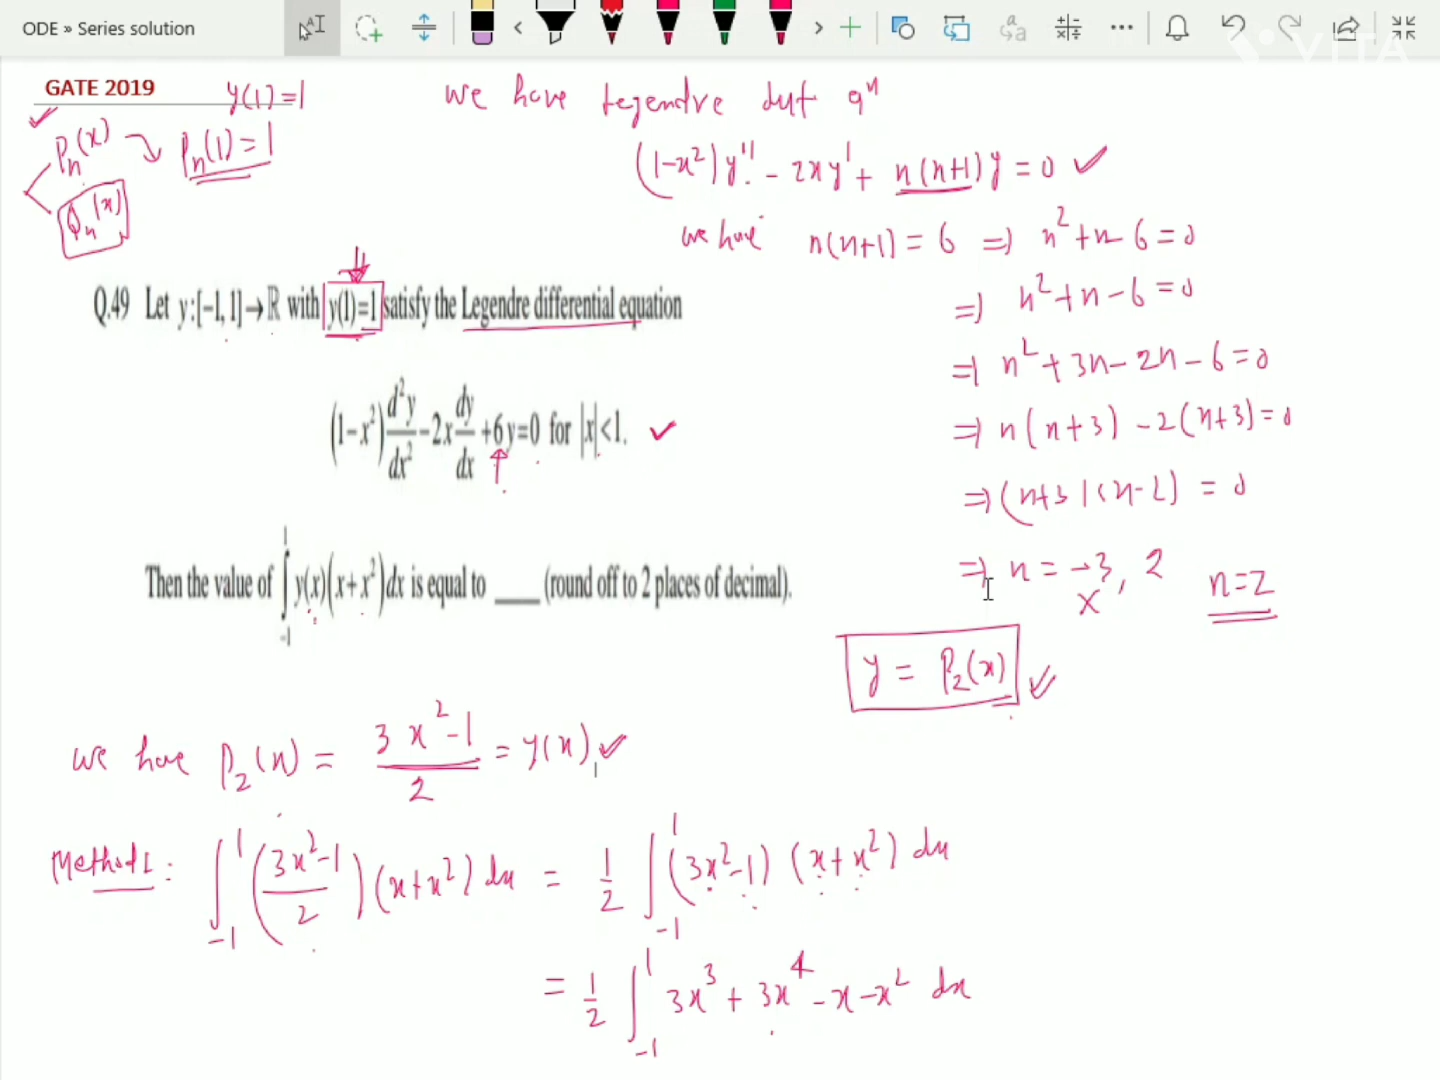 ODE » Series solution
VITA
GATE 2019
y(1)=1
we have legendre diff eqn
Pn(x)
Pn(1)=1
Qn(x)
(1-x²)y'' - 2xy' + n(n+1)y = 0 ✓
we have n(n+1) = 6 => n²+n-6=0
=> n²+n-6=0
=> n²+3n-2n-6=0
=> n(n+3)-2(n+3)=0
=> (n+3)(n-2) = 0
=> n = -3, 2
x
n=2
y = P₂(x) ✓
Q.49 Let y:[-1,1]→ℝ with y(1)=1 satisfy the Legendre differential equation
(1-x²) d²y/dx² - 2x dy/dx + 6y=0 for |x|<1. ✓
Then the value of ∫₋₁¹ y(x)(x+x²)dx is equal to ____ (round off to 2 places of decimal).
we have P₂(x) = (3x²-1)/2 = y(x) ✓
Method 1: ∫₋₁¹ ((3x²-1)/2)(x+x²) dx = 1/2 ∫₋₁¹ (3x²-1)(x+x²) dx
= 1/2 ∫₋₁¹ 3x³ + 3x⁴ - x - x² dx